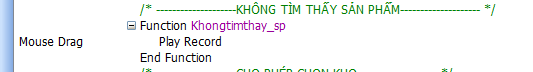 /* --------------------KHÔNG TÌM THẤY SẢN PHẨM-------------------- */
Function Khongtimthay_sp
Mouse Drag Play Record
End Function